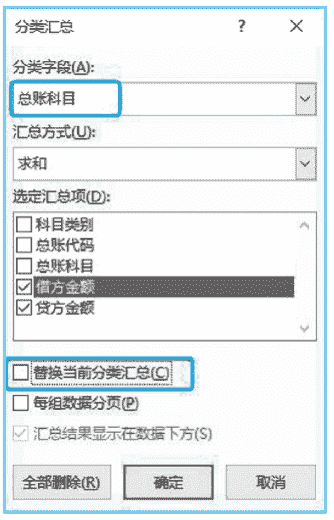 分类汇总 ? ×
分类字段(A):
总账科目
汇总方式(U):
求和
选定汇总项(D):
科目类别
总账代码
总账科目
借方金额
贷方金额
替换当前分类汇总(C)
每组数据分页(P)
汇总结果显示在数据下方(S)
全部删除(R) 确定 取消